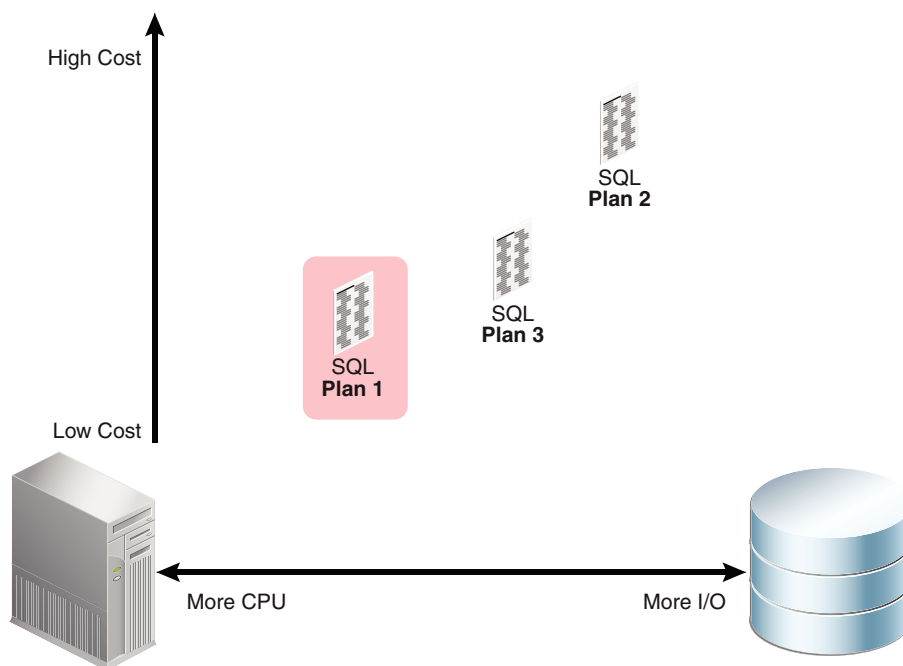 High Cost
SQL
Plan 2
SQL
Plan 3
SQL
Plan 1
Low Cost
More CPU
More I/O